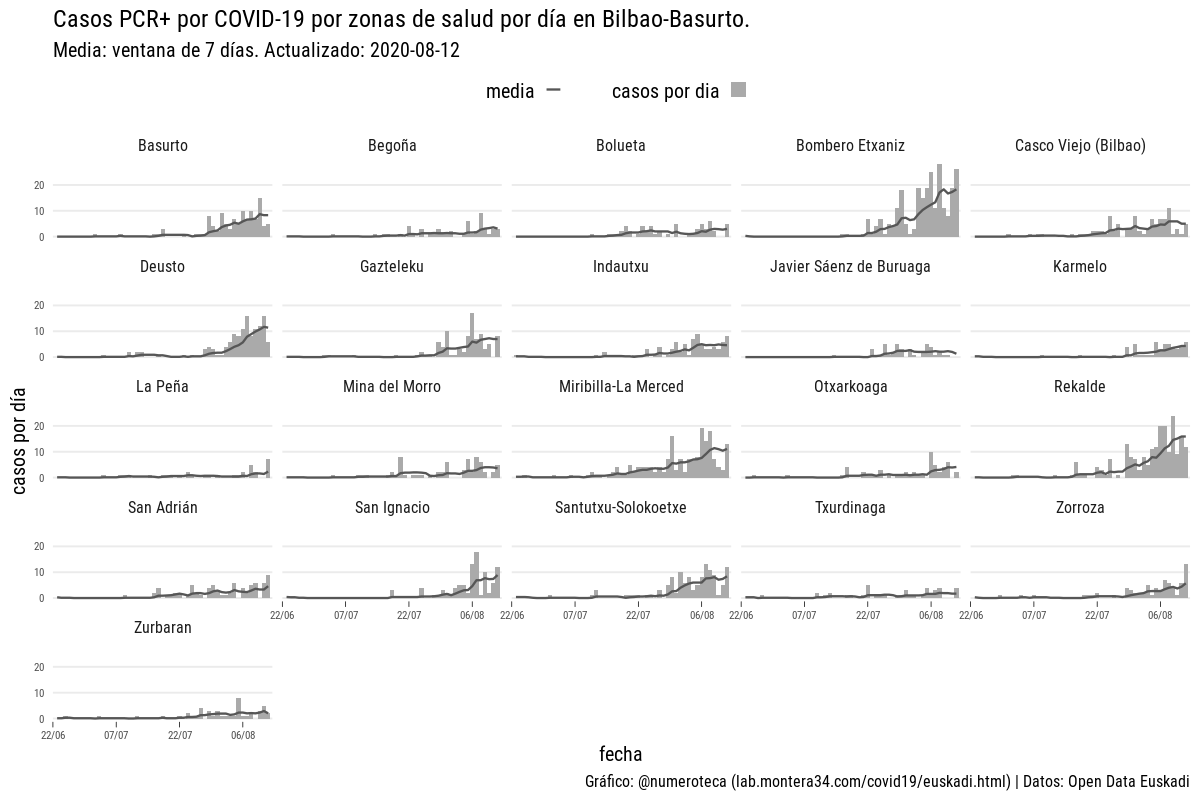 Casos PCR+ por COVID-19 por zonas de salud por día en Bilbao-Basurto.
Media: ventana de 7 días. Actualizado: 2020-08-12
media casos por dia
Basurto Begoña Bolueta Bombero Etxaniz Casco Viejo (Bilbao)
20
10
0
Deusto Gazteleku Indautxu Javier Sáenz de Buruaga Karmelo
20
10
0
casos por día
La Peña Mina del Morro Miribilla-La Merced Otxarkoaga Rekalde
20
10
0
San Adrián San Ignacio Santutxu-Solokoetxe Txurdinaga Zorroza
20
10
0
22/06 07/07 22/07 06/08 22/06 07/07 22/07 06/08 22/06 07/07 22/07 06/08 22/06 07/07 22/07 06/08
Zurbaran
20
10
0
22/06 07/07 22/07 06/08
fecha
Gráfico: @numeroteca (lab.montera34.com/covid19/euskadi.html) | Datos: Open Data Euskadi